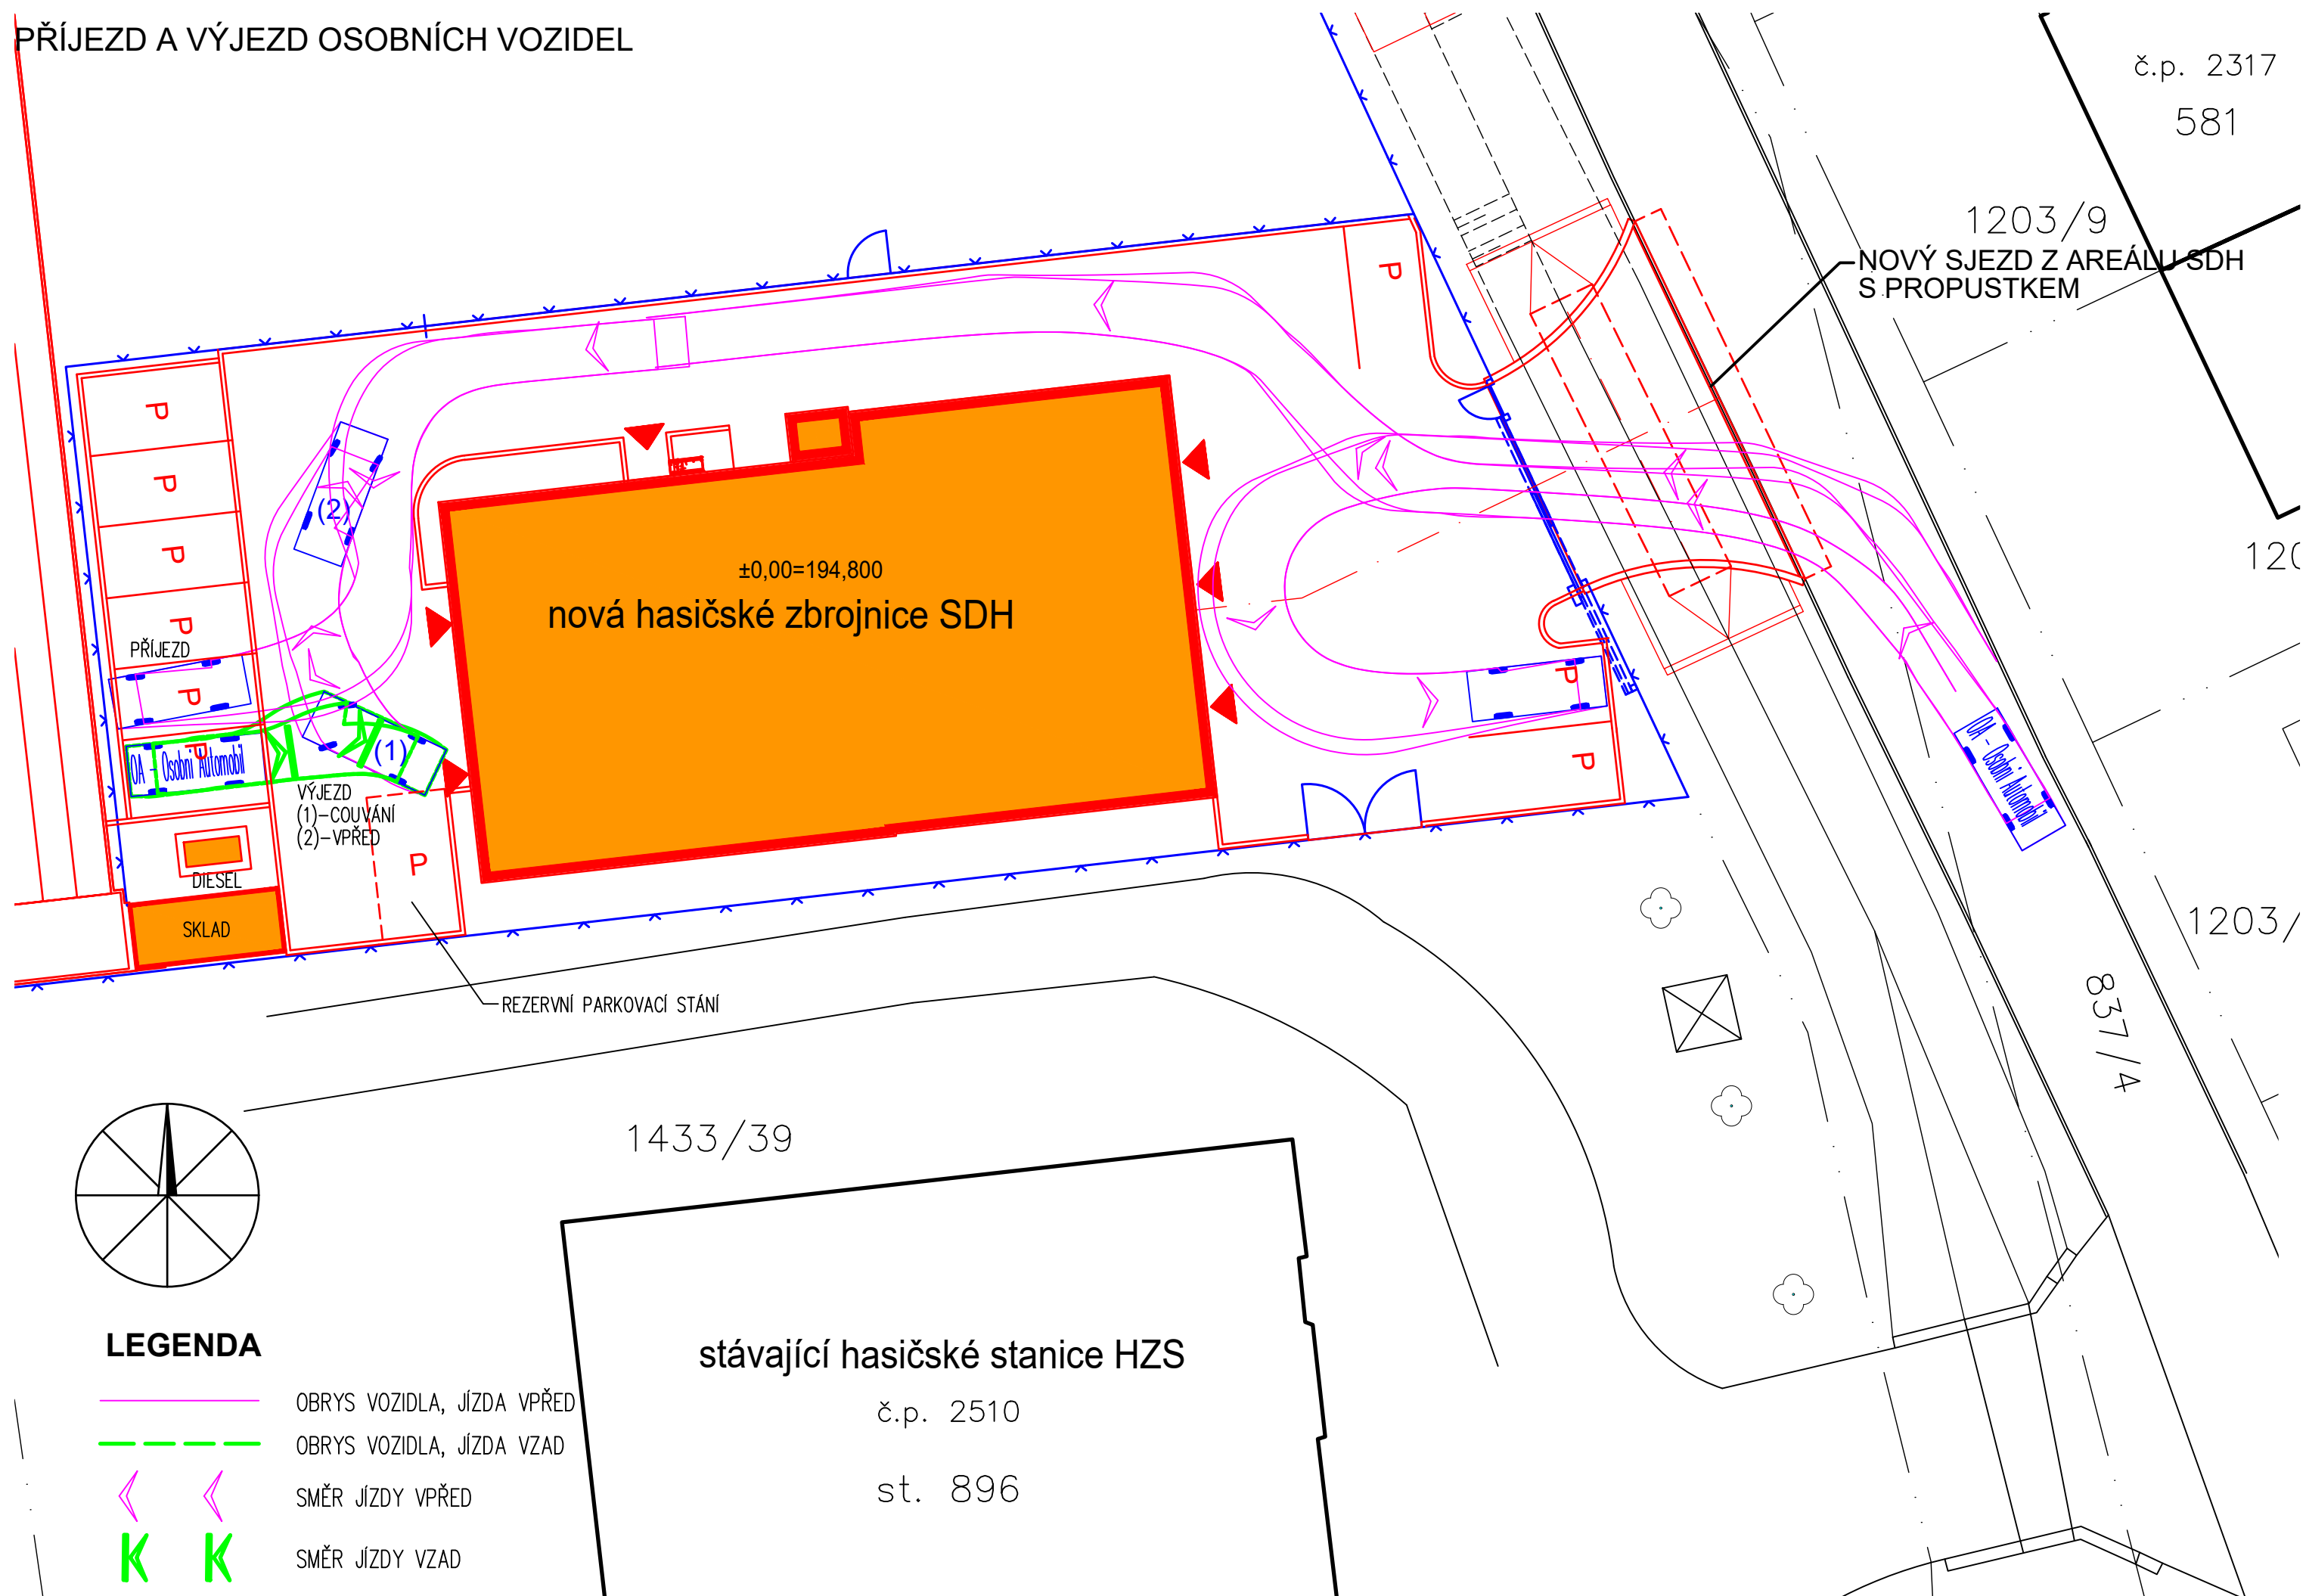 PŘÍJEZD A VÝJEZD OSOBNÍCH VOZIDEL
č.p. 2317
581
1203/9
NOVÝ SJEZD Z AREÁLU SDH
S PROPUSTKEM
P
P
P
P
P
P
P
P
P
P
(2)
PŘÍJEZD
±0,00=194,800
nová hasičské zbrojnice SDH
OA - Osobní Automobil
(1)
VÝJEZD
(1)-COUVÁNÍ
(2)-VPŘED
OA - Osobní Automobil
DIESEL
SKLAD
REZERVNÍ PARKOVACÍ STÁNÍ
120
1203/
837/4
1433/39
LEGENDA
OBRYS VOZIDLA, JÍZDA VPŘED
OBRYS VOZIDLA, JÍZDA VZAD
SMĚR JÍZDY VPŘED
SMĚR JÍZDY VZAD
stávající hasičské stanice HZS
č.p. 2510
st. 896